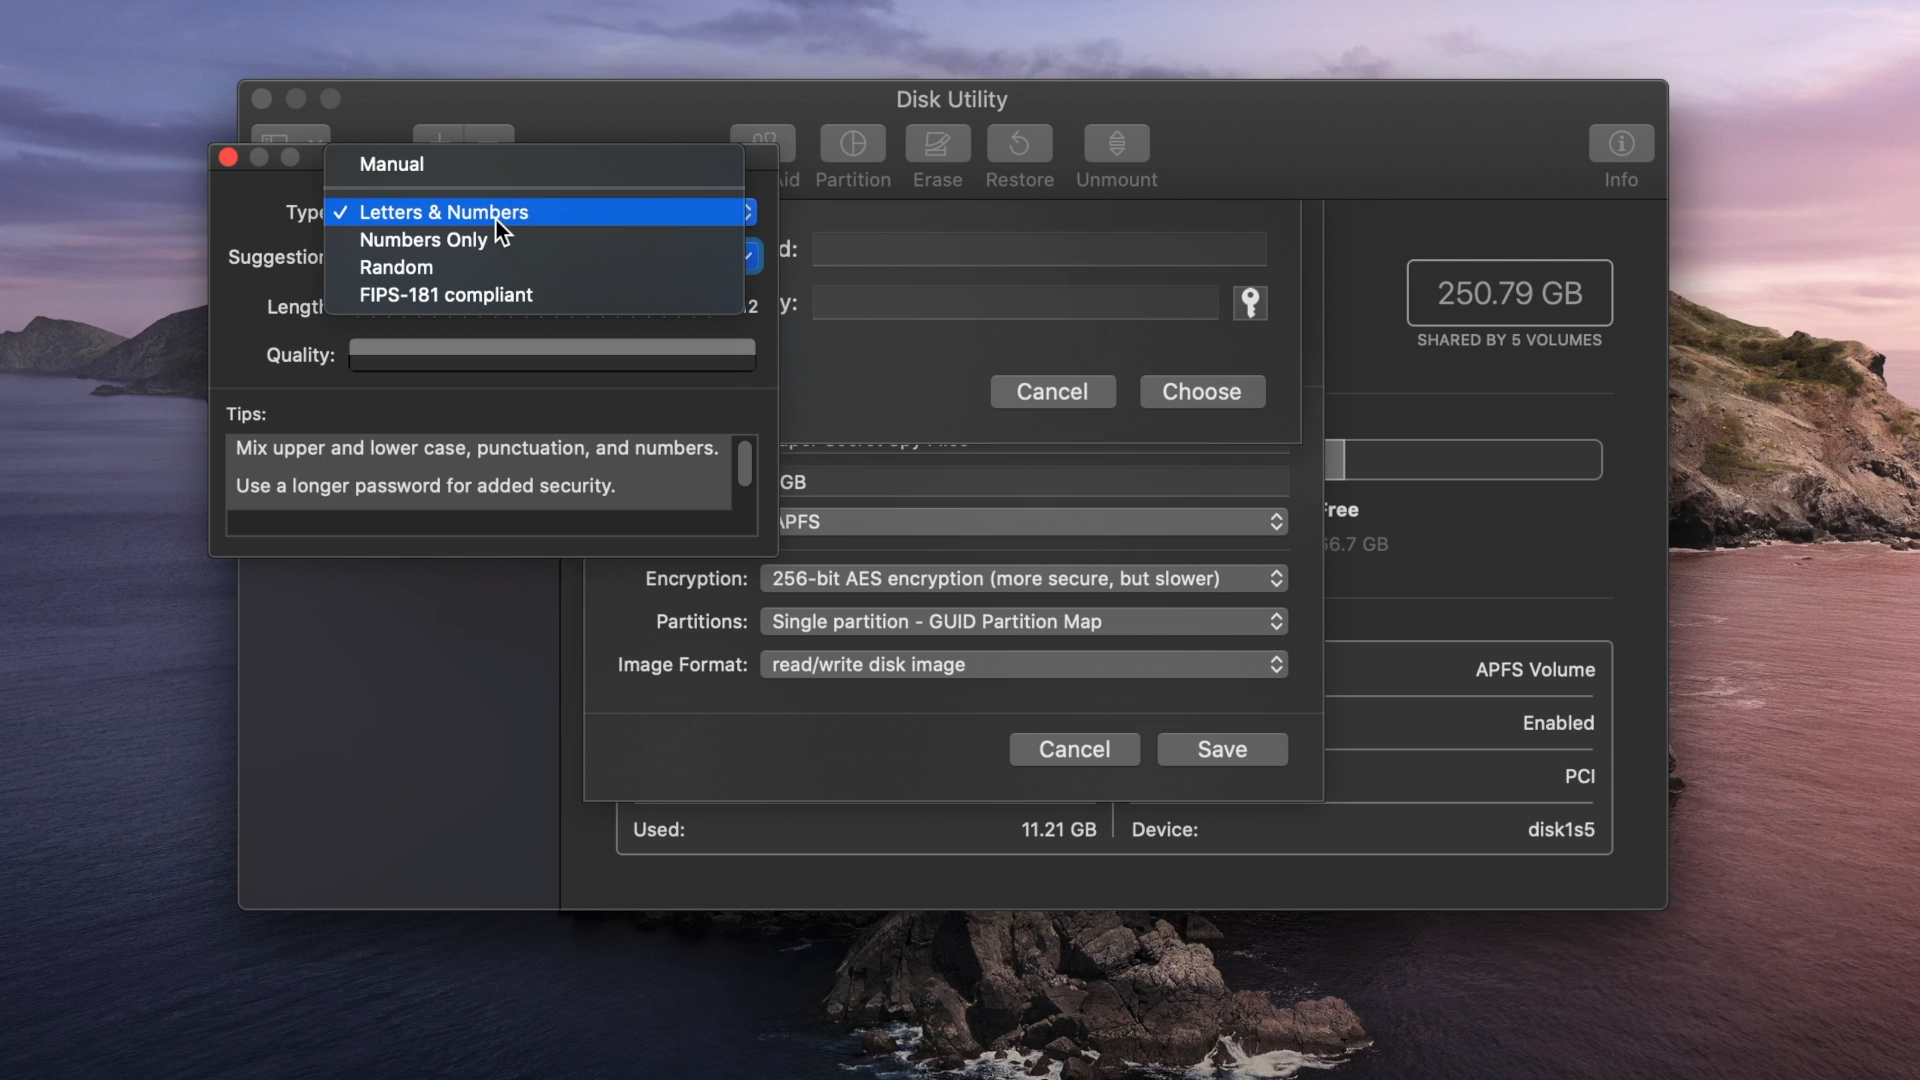 Disk Utility
Partition
Erase
Restore
Unmount
Info
Manual
Letters & Numbers
Numbers Only
Random
FIPS-181 compliant
Quality:
Tips:
Mix upper and lower case, punctuation, and numbers.
Use a longer password for added security.
Cancel
Choose
250.79 GB
SHARED BY 5 VOLUMES
GB
APFS
Encryption: 256-bit AES encryption (more secure, but slower)
Partitions: Single partition - GUID Partition Map
Image Format: read/write disk image
Cancel
Save
Free
6.7 GB
APFS Volume
Enabled
PCI
Used: 11.21 GB
Device: disk1s5